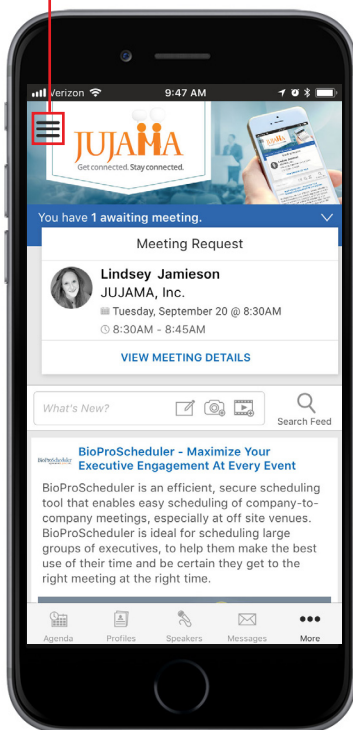 Verizon
9:47 AM
JUJAMA
Get connected. Stay connected.
You have 1 awaiting meeting.
Meeting Request
Lindsey Jamieson
JUJAMA, Inc.
Tuesday, September 20 @ 8:30AM
8:30AM - 8:45AM
VIEW MEETING DETAILS
What's New?
Search Feed
BioProScheduler
BioProScheduler - Maximize Your
Executive Engagement At Every Event
BioProScheduler is an efficient, secure scheduling
tool that enables easy scheduling of company-to-
company meetings, especially at off site venues.
BioProScheduler is ideal for scheduling large
groups of executives, to help them make the best
use of their time and be certain they get to the
right meeting at the right time.
Agenda Profiles Speakers Messages More